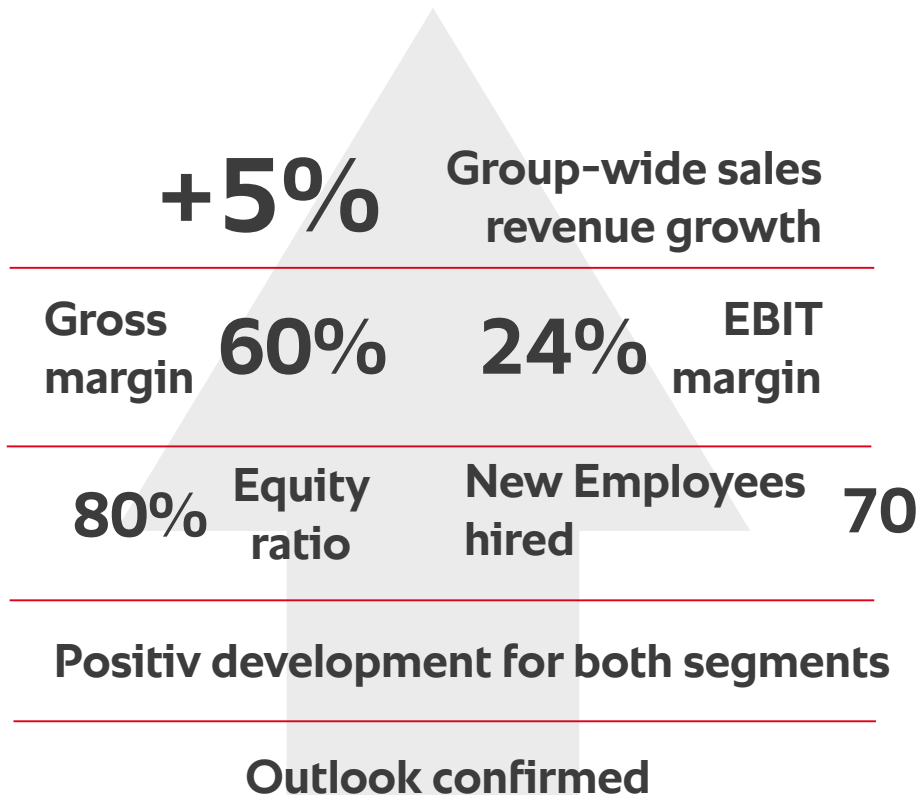 +5%
Group-wide sales
revenue growth
Gross
margin
60%
24%
EBIT
margin
80%
Equity
ratio
New Employees
hired
70
Positiv development for both segments
Outlook confirmed